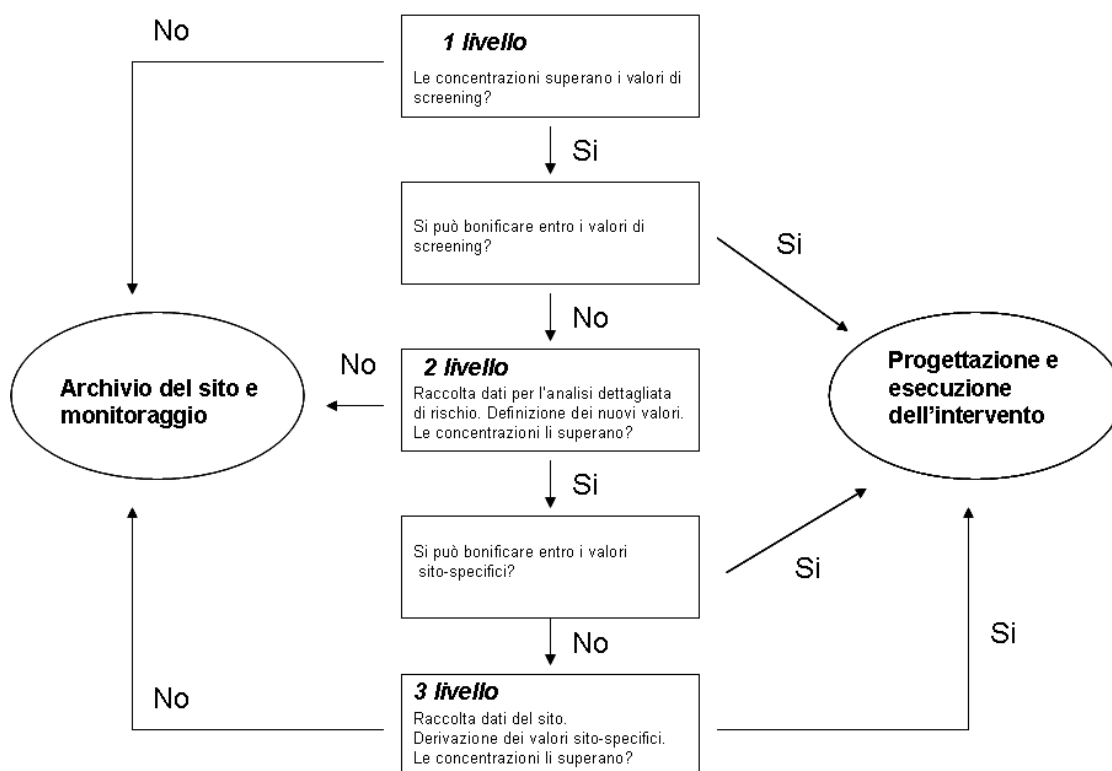 No
1 livello
Le concentrazioni superano i valori di
screening?
Si
Si può bonificare entro i valori di
screening?
Si
No
Archivio del sito e
monitoraggio
No
2 livello
Raccolta dati per l'analisi dettagliata
di rischio. Definizione dei nuovi valori.
Le concentrazioni li superano?
Progettazione e
esecuzione
dell'intervento
Si
Si può bonificare entro i valori
sito-specifici?
Si
No
Si
No
3 livello
Raccolta dati del sito.
Derivazione dei valori sito-specifici.
Le concentrazioni li superano?